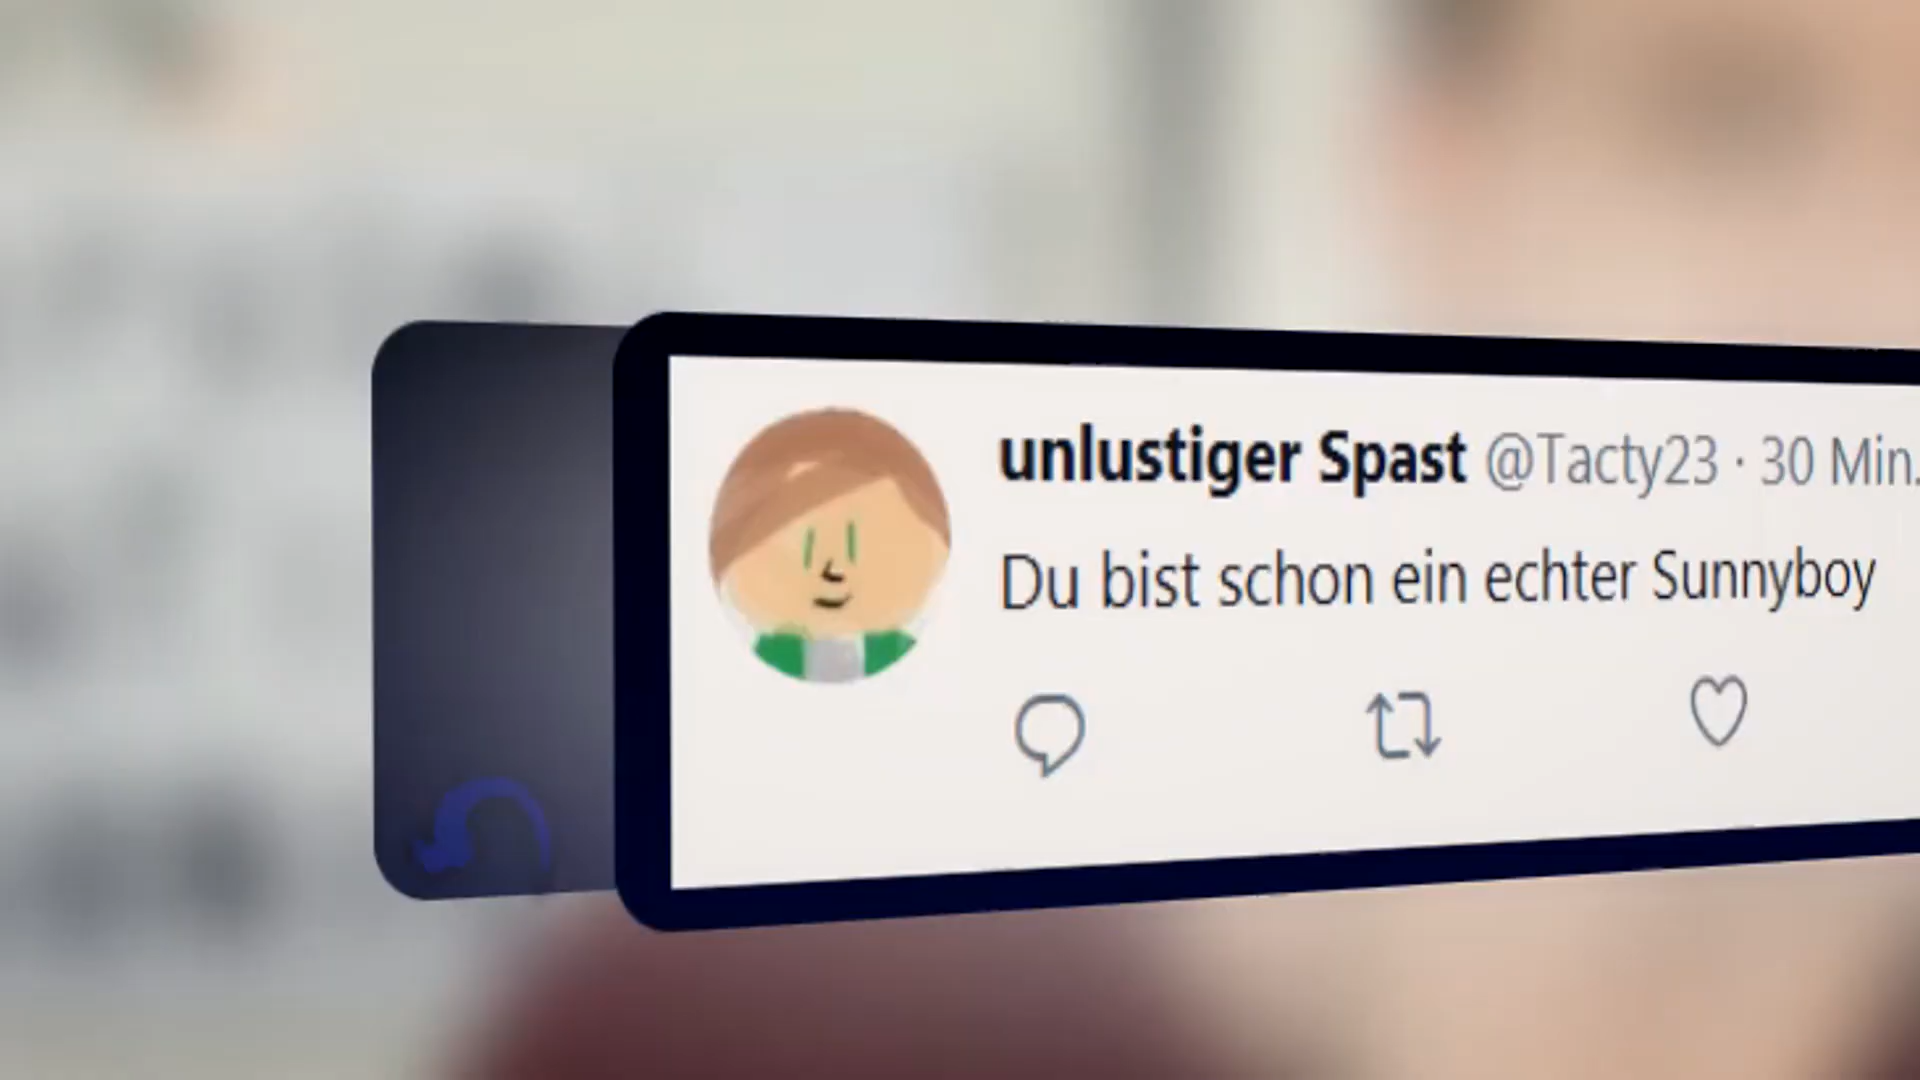 unlustiger Spast @Tacty23 · 30 Min.
Du bist schon ein echter Sunnyboy